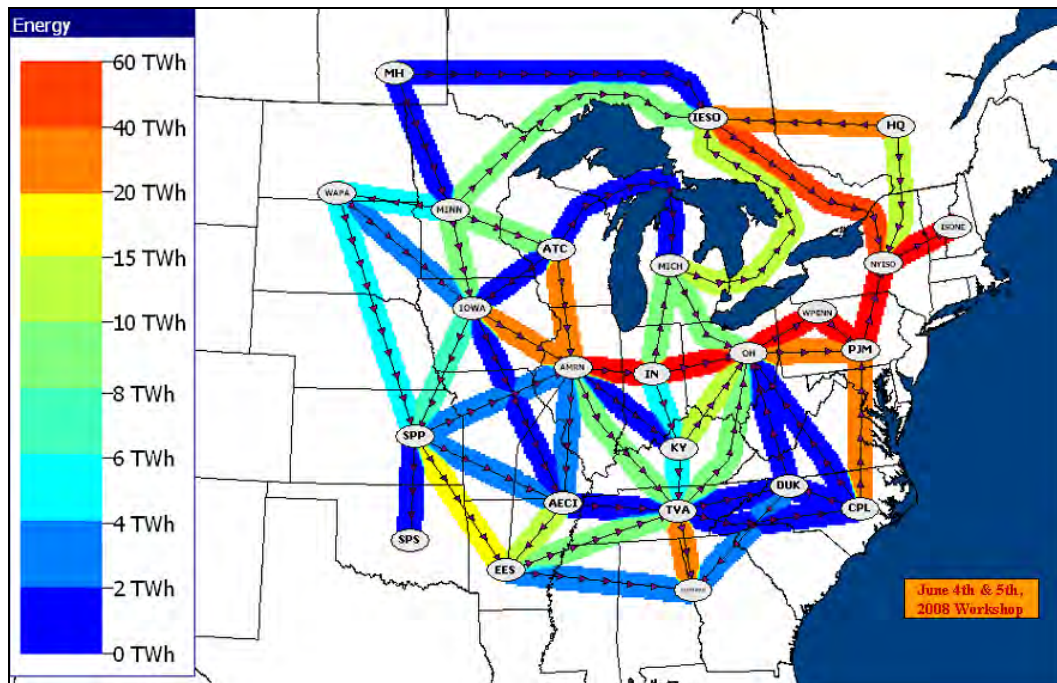 Energy
60 TWh
40 TWh
20 TWh
15 TWh
10 TWh
8 TWh
6 TWh
4 TWh
2 TWh
0 TWh
MH
IESO
HQ
WAPA
MINN
ISONE
ATC
NYISO
MICH
IOWA
WPENN
OH
PJM
AMRN
IN
SPP
KY
DUK
AECI
TVA
CPL
SPS
EES
June 4th & 5th,
2008 Workshop